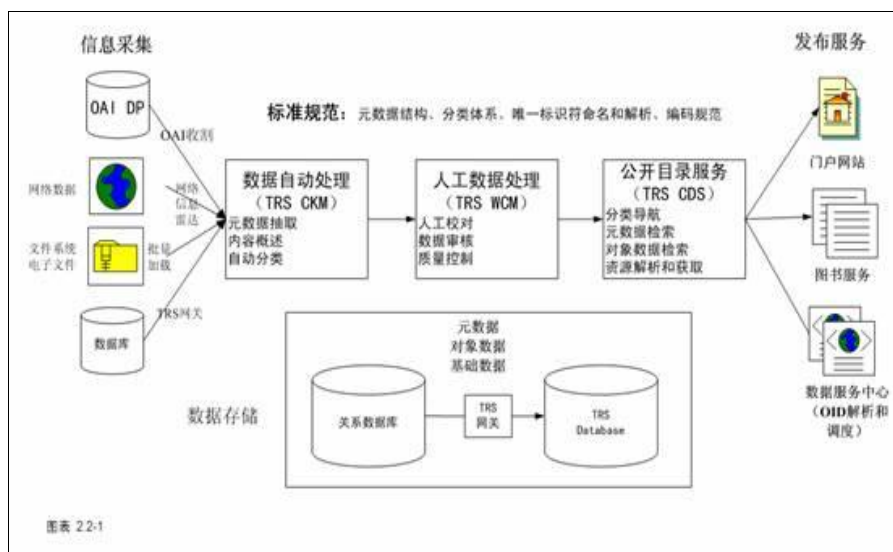 信息采集
发布服务
OAI DP
OAI收割
标准规范：元数据结构、分类体系、唯一标识符命名和解析、编码规范
网络数据
网络
信息
雷达
文件系统
电子文件
批量
加载
TRS网关
数据库
数据自动处理
（TRS CKM）
元数据抽取
内容概述
自动分类
人工数据处理
（TRS WCM）
人工校对
数据审核
质量控制
公开目录服务
（TRS CDS）
分类导航
元数据检索
对象数据检索
资源解析和获取
门户网站
图书服务
数据服务中心
（OID解析和
调度）
数据存储
元数据
对象数据
基础数据
关系数据库
TRS
网关
TRS
Database
图表 2.2-1